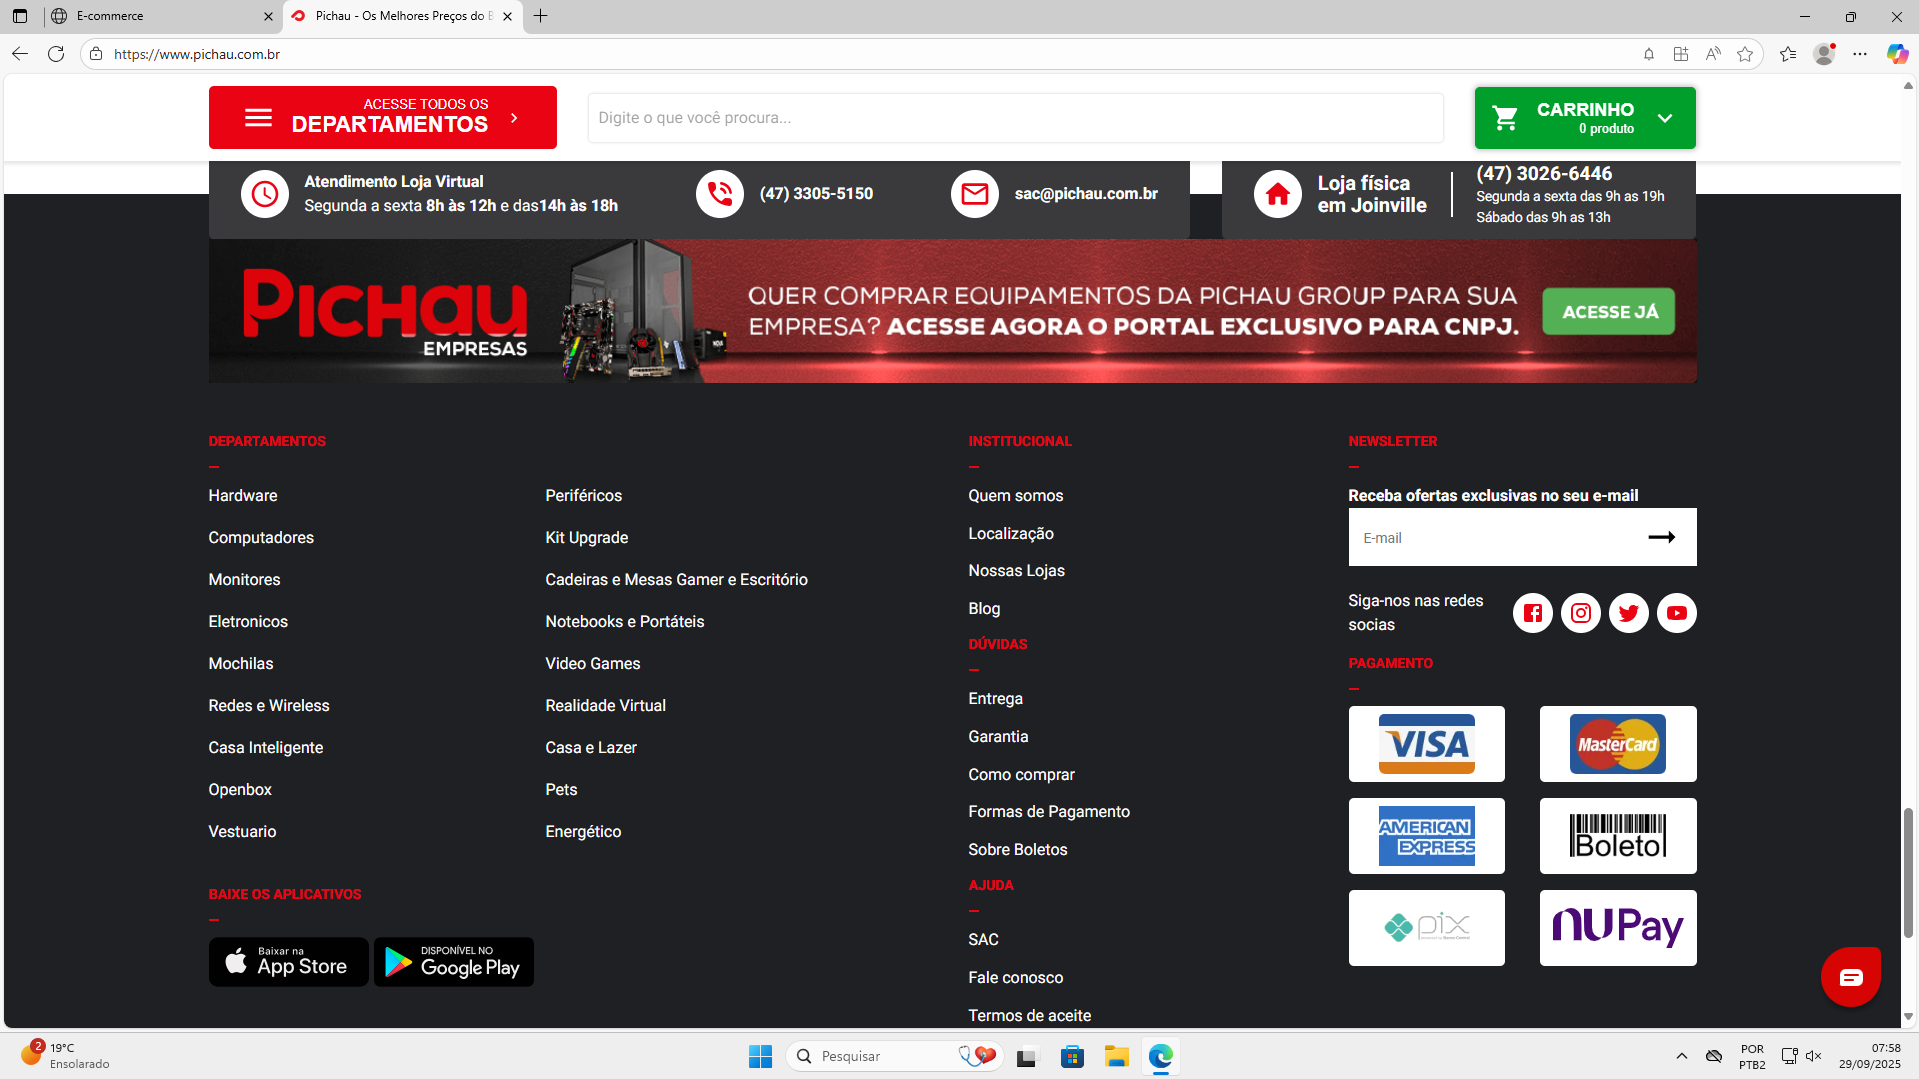 E-commerce
Pichau - Os Melhores Preços do B
https://www.pichau.com.br
ACESSE TODOS OS
DEPARTAMENTOS
Digite o que você procura...
CARRINHO
0 produto
Atendimento Loja Virtual
Segunda a sexta 8h às 12h e das14h às 18h
(47) 3305-5150
sac@pichau.com.br
Loja física
em Joinville
(47) 3026-6446
Segunda a sexta das 9h as 19h
Sábado das 9h as 13h
PICHAU
EMPRESAS
QUER COMPRAR EQUIPAMENTOS DA PICHAU GROUP PARA SUA
EMPRESA? ACESSE AGORA O PORTAL EXCLUSIVO PARA CNPJ.
ACESSE JÁ
DEPARTAMENTOS
Hardware
Computadores
Monitores
Eletronicos
Mochilas
Redes e Wireless
Casa Inteligente
Openbox
Vestuario
Periféricos
Kit Upgrade
Cadeiras e Mesas Gamer e Escritório
Notebooks e Portáteis
Video Games
Realidade Virtual
Casa e Lazer
Pets
Energético
BAIXE OS APLICATIVOS
Baixar na
App Store
DISPONÍVEL NO
Google Play
INSTITUCIONAL
Quem somos
Localização
Nossas Lojas
Blog
DÚVIDAS
Entrega
Garantia
Como comprar
Formas de Pagamento
Sobre Boletos
AJUDA
SAC
Fale conosco
Termos de aceite
NEWSLETTER
Receba ofertas exclusivas no seu e-mail
E-mail
Siga-nos nas redes
socias
PAGAMENTO
VISA
MasterCard
AMERICAN
EXPRESS
Boleto
pix
nuPay
2
19°C
Ensolarado
Pesquisar
POR
PTB2
07:58
29/09/2025